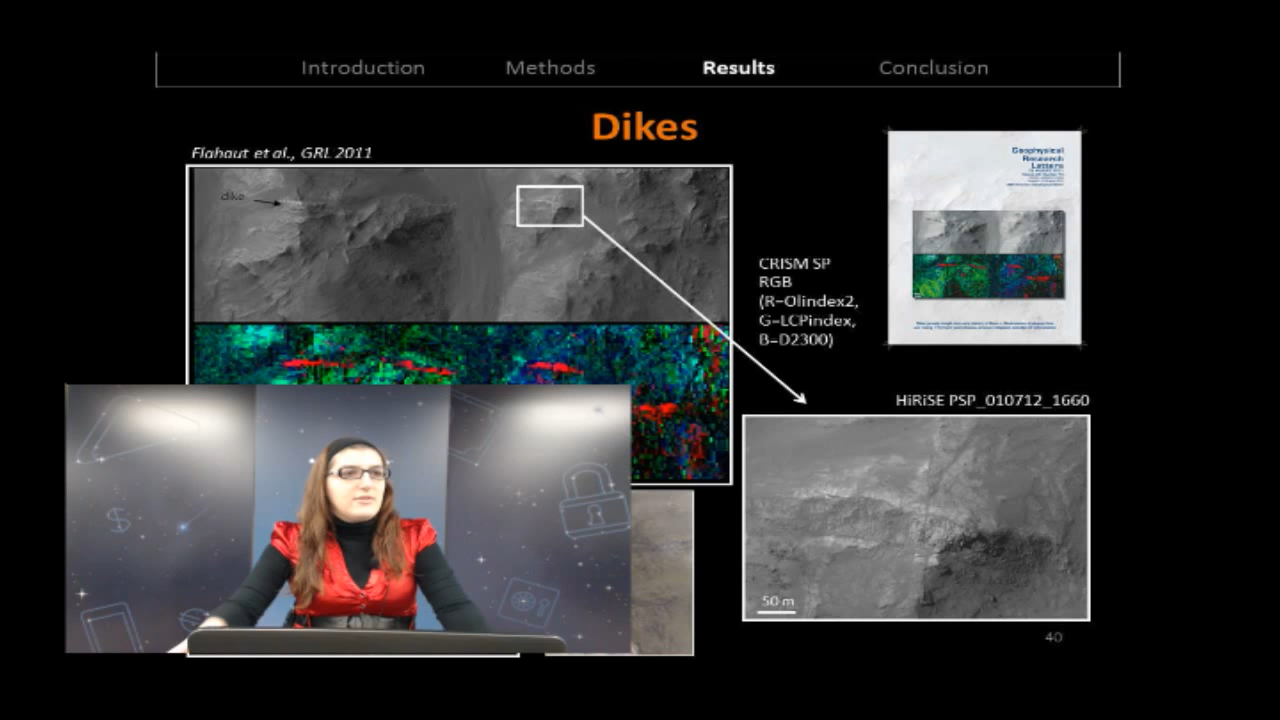 Introduction Methods Results Conclusion
Dikes
Flahaut et al., GRL 2011
dike
CRISM SP
RGB
(R=Olindex2,
G=LCPindex,
B=D2300)
Geophysical
Research
Letters
HiRiSE PSP_010712_1660
50 m
40